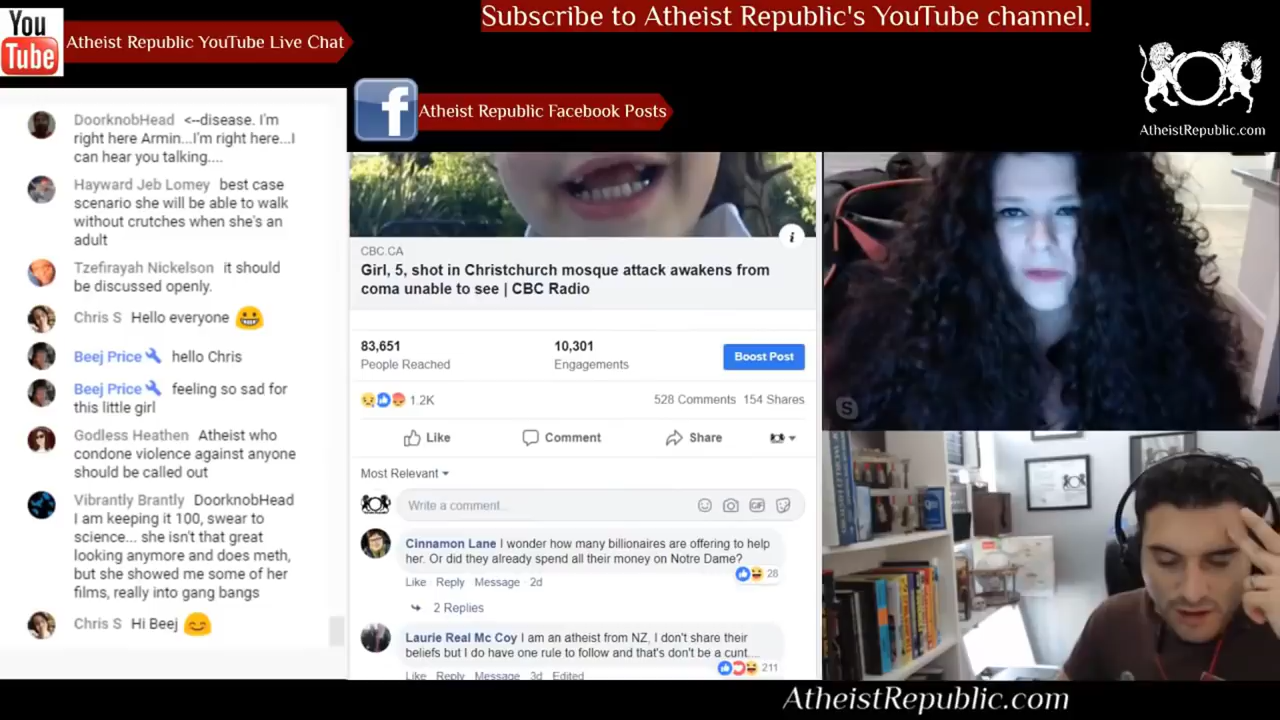 Subscribe to Atheist Republic's YouTube channel.
You
Tube
Atheist Republic YouTube Live Chat
Atheist Republic Facebook Posts
AtheistRepublic.com
DoorknobHead <--disease. I'm
right here Armin...I'm right here...I
can hear you talking....
Hayward Jeb Lomey best case
scenario she will be able to walk
without crutches when she's an
adult
Tzefirayah Nickelson it should
be discussed openly.
Chris S Hello everyone 😀
Beej Price hello Chris
Beej Price feeling so sad for
this little girl
Godless Heathen Atheist who
condone violence against anyone
should be called out
Vibrantly Brantly DoorknobHead
I am keeping it 100, swear to
science... she isn't that great
looking anymore and does meth,
but she showed me some of her
films, really into gang bangs
Chris S Hi Beej 😊
CBC.CA
Girl, 5, shot in Christchurch mosque attack awakens from
coma unable to see | CBC Radio
83,651
People Reached
10,301
Engagements
Boost Post
1.2K
528 Comments 154 Shares
Like
Comment
Share
Most Relevant
Write a comment...
GIF
Cinnamon Lane I wonder how many billionaires are offering to help
her. Or did they already spend all their money on Notre Dame?
28
Like Reply Message 2d
2 Replies
Laurie Real Mc Coy I am an atheist from NZ, I don't share their
beliefs but I do have one rule to follow and that's don't be a cunt....
211
Like Reply Message 3d Edited
AtheistRepublic.com